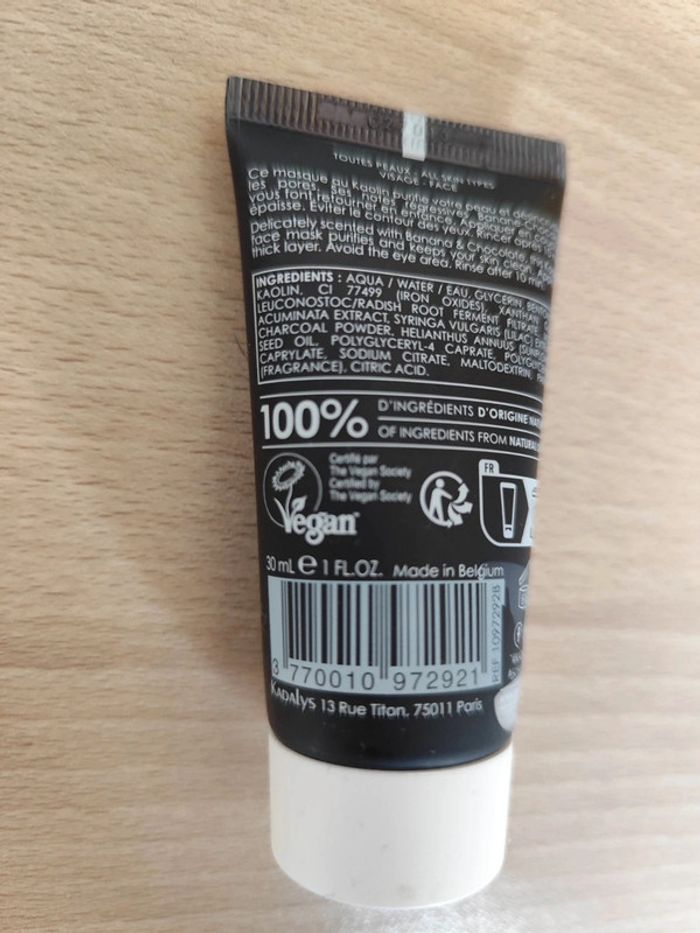 TOUTES PEAUX - ALL SKIN TYPES
VISAGE - FACE
Ce masque au Kaolin purifie votre peau et
les pores. Ses notes régressives Banane
vous font retourner en enfance. Appliquer en
épaisse. Eviter le contour des yeux. Rincer après
Delicately scented with Banana & Chocolate,
face mask purifies and keeps your skin clean.
thick layer. Avoid the eye area. Rinse after 10 min.
INGREDIENTS : AQUA / WATER / EAU, GLYCERIN,
KAOLIN, CI 77499 (IRON OXIDES),
LEUCONOSTOC/RADISH ROOT FERMENT FILTRATE,
ACUMINATA EXTRACT, SYRINGA VULGARIS (LILAC)
CHARCOAL POWDER, HELIANTHUS ANNUUS
SEED OIL, POLYGLYCERYL-4 CAPRATE,
CAPRYLATE, SODIUM CITRATE, MALTODEXTRIN,
(FRAGRANCE), CITRIC ACID.
100%
D'INGRÉDIENTS D'ORIGINE
OF INGREDIENTS FROM
Certifié par
The Vegan Society
Certified by
The Vegan Society
Vegan
FR
30 mL e 1 FL.OZ. Made in Belgium
REF 10972928
3 770010 972921
KADALYS 13 Rue Titon, 75011 Paris